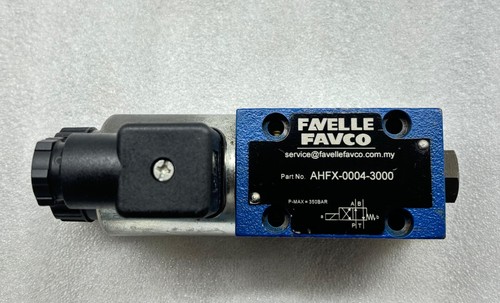 FAVELLE
FAVCO
service@favellefavco.com.my
Part No. AHFX-0004-3000
P-MAX = 350BAR
A B
a b
P T